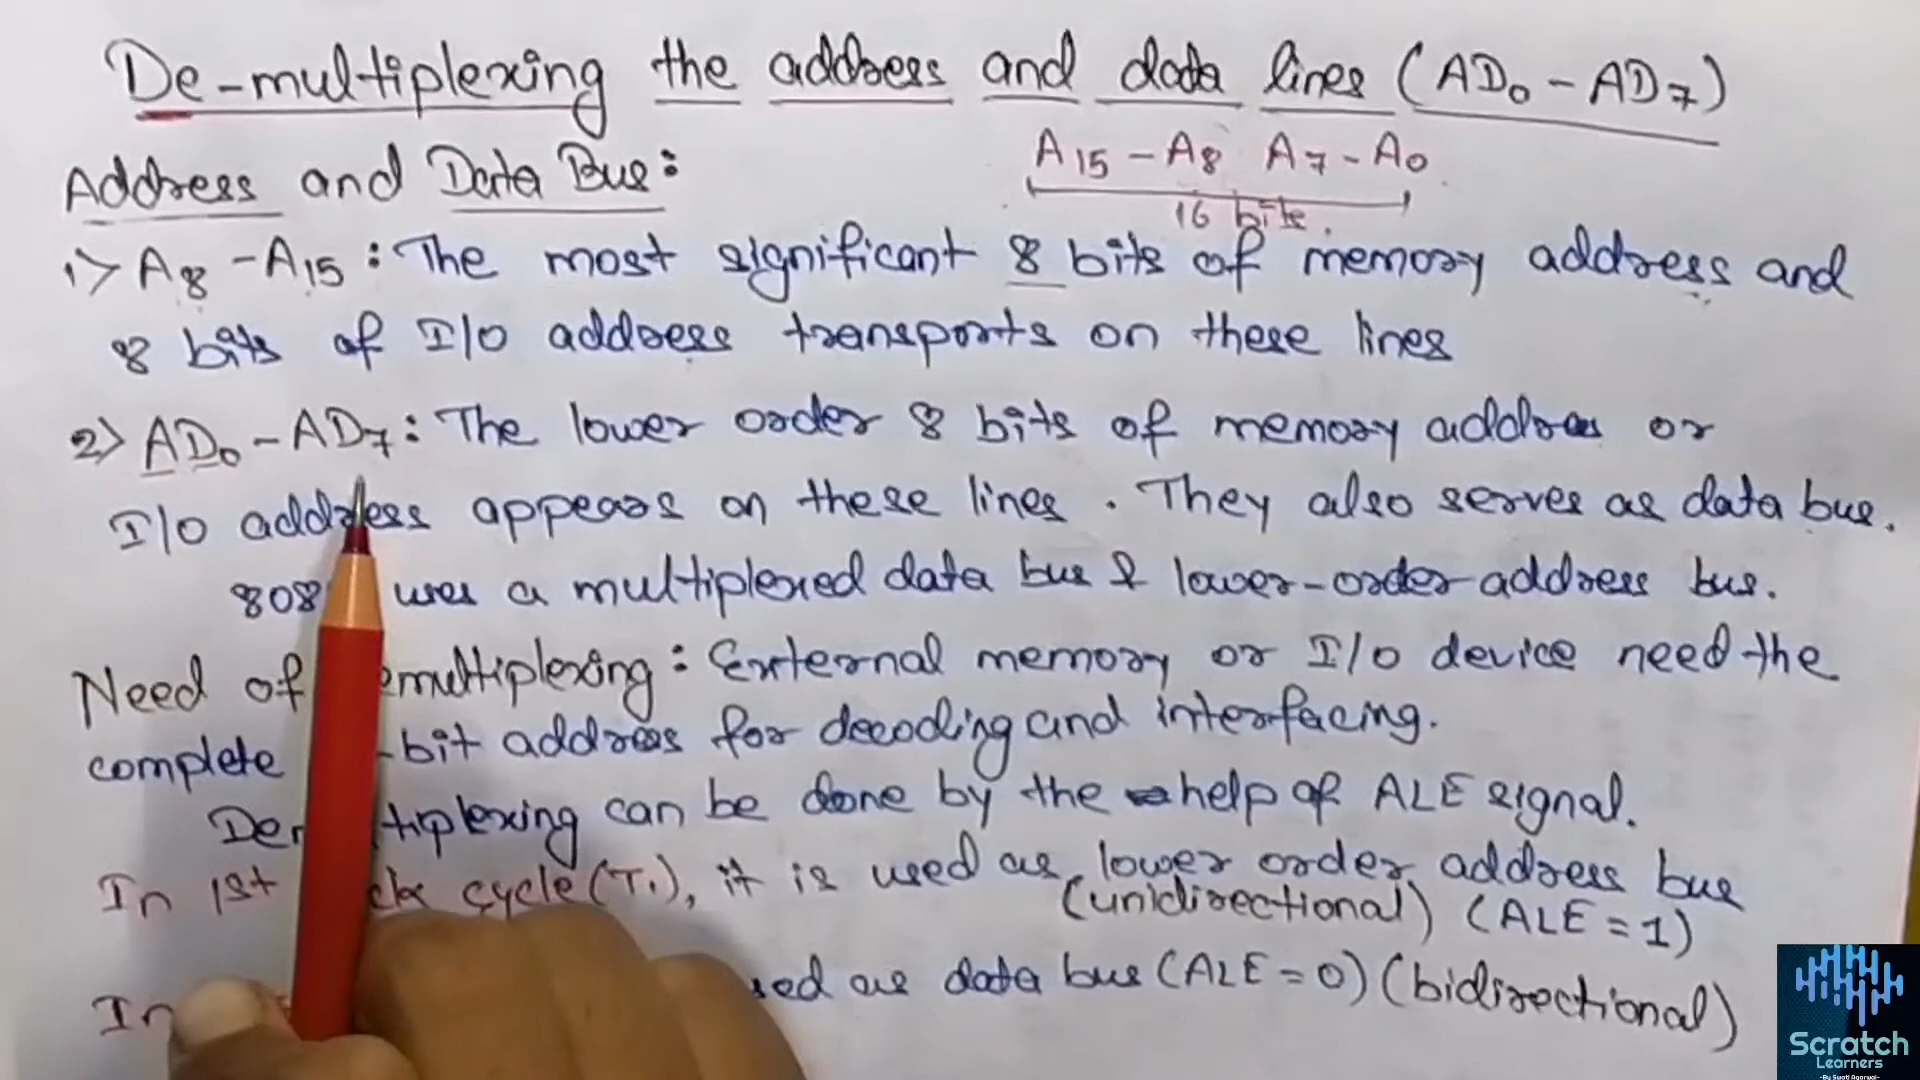 De-multiplexing the address and data lines (AD0 - AD7)
A15 - A8 A7 - A0
16 bits.
Address and Data Bus:
1) A8 - A15: The most significant 8 bits of memory address and
8 bits of I/O address transports on these lines
2) AD0 - AD7: The lower order 8 bits of memory address or
I/O address appears on these lines. They also serves as data bus.
a multiplexed data bus & lower-order address bus.
Need of External memory or I/O device need the
complete -bit address for decoding and interfacing.
can be done by the help of ALE signal.
In 1st cycle (T1), it is used as lower order address bus
(unidirectional) (ALE = 1)
In as data bus (ALE = 0) (bidirectional)
Scratch
Learners
-By Swati Agarwal-